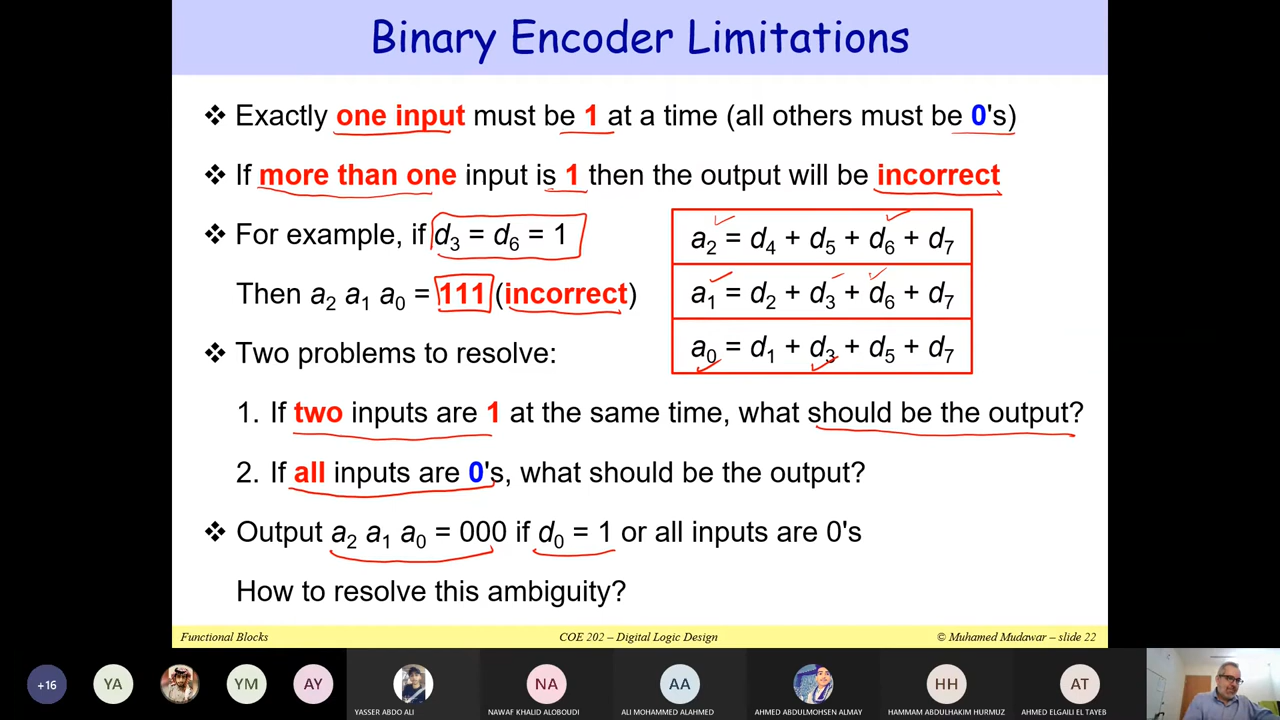 Binary Encoder Limitations
❖ Exactly one input must be 1 at a time (all others must be 0's)
❖ If more than one input is 1 then the output will be incorrect
❖ For example, if d₃ = d₆ = 1
Then a₂ a₁ a₀ = 111 (incorrect)
a₂ = d₄ + d₅ + d₆ + d₇
a₁ = d₂ + d₃ + d₆ + d₇
a₀ = d₁ + d₃ + d₅ + d₇
❖ Two problems to resolve:
1. If two inputs are 1 at the same time, what should be the output?
2. If all inputs are 0's, what should be the output?
❖ Output a₂ a₁ a₀ = 000 if d₀ = 1 or all inputs are 0's
How to resolve this ambiguity?
Functional Blocks COE 202 – Digital Logic Design © Muhamed Mudawar – slide 22
+16 YA YM AY NA AA HH AT
YASSER ABDO ALI NAWAF KHALID ALOBOUDI ALI MOHAMMED ALAHMED AHMED ABDULMOHSEN ALMAY HAMMAM ABDULHAKIM HURMUZ AHMED ELGAILI EL TAYEB